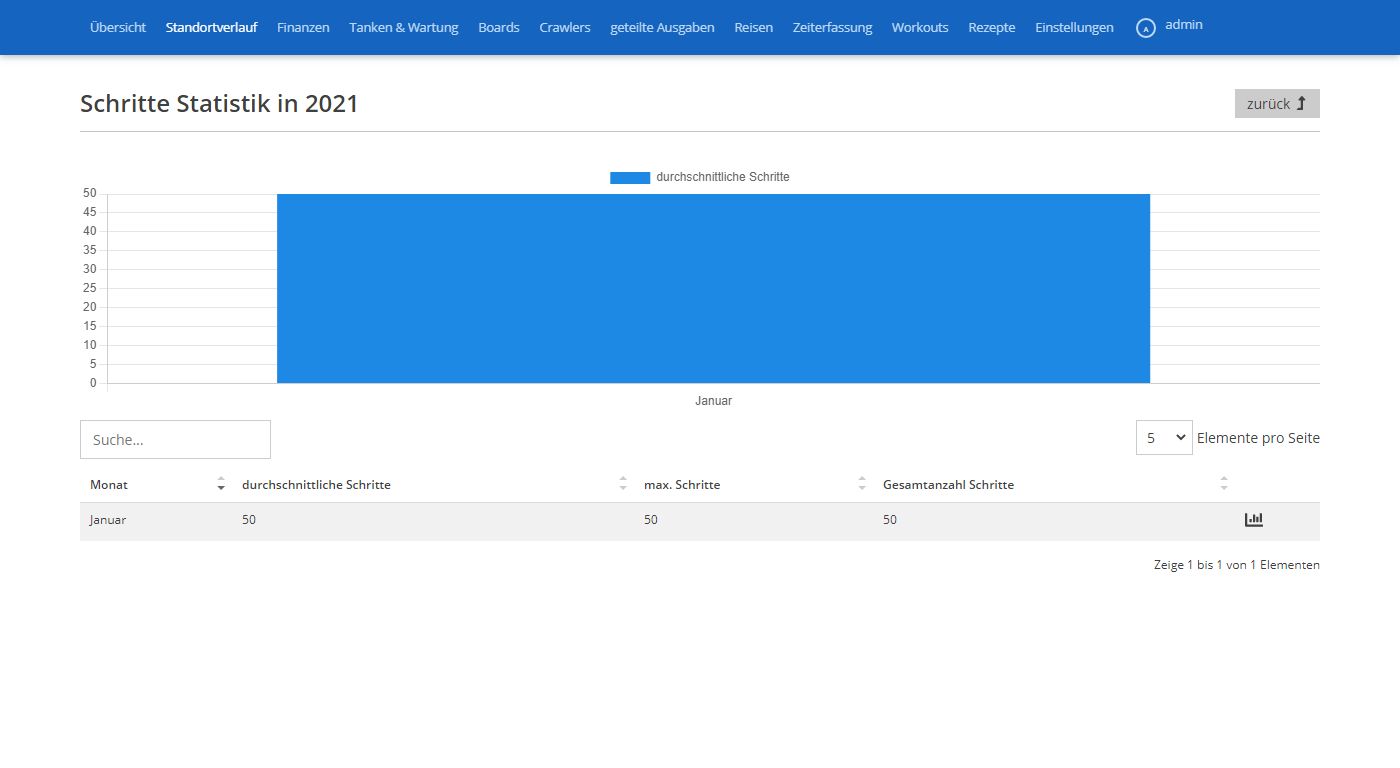 Übersicht Standortverlauf Finanzen Tanken & Wartung Boards Crawlers geteilte Ausgaben Reisen Zeiterfassung Workouts Rezepte Einstellungen A admin
Schritte Statistik in 2021 zurück
durchschnittliche Schritte
50
45
40
35
30
25
20
15
10
5
0
Januar
Suche... 5 Elemente pro Seite
Monat durchschnittliche Schritte max. Schritte Gesamtanzahl Schritte
Januar 50 50 50
Zeige 1 bis 1 von 1 Elementen